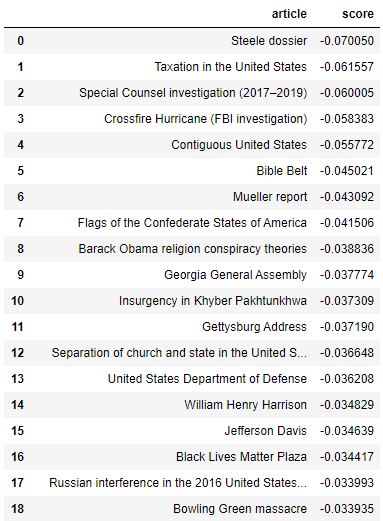 article score
0 Steele dossier -0.070050
1 Taxation in the United States -0.061557
2 Special Counsel investigation (2017–2019) -0.060005
3 Crossfire Hurricane (FBI investigation) -0.058383
4 Contiguous United States -0.055772
5 Bible Belt -0.045021
6 Mueller report -0.043092
7 Flags of the Confederate States of America -0.041506
8 Barack Obama religion conspiracy theories -0.038836
9 Georgia General Assembly -0.037774
10 Insurgency in Khyber Pakhtunkhwa -0.037309
11 Gettysburg Address -0.037190
12 Separation of church and state in the United S... -0.036648
13 United States Department of Defense -0.036208
14 William Henry Harrison -0.034829
15 Jefferson Davis -0.034639
16 Black Lives Matter Plaza -0.034417
17 Russian interference in the 2016 United States... -0.033993
18 Bowling Green massacre -0.033935